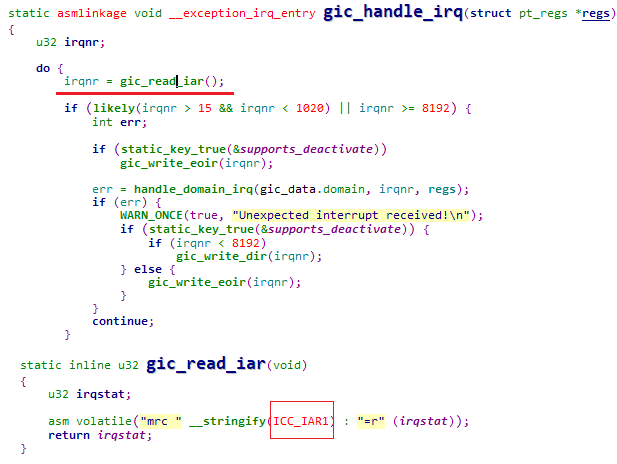 static asmlinkage void __exception_irq_entry gic_handle_irq(struct pt_regs *regs)
{
    u32 irqnr;

    do {
        irqnr = gic_read_iar();

        if (likely(irqnr > 15 && irqnr < 1020) || irqnr >= 8192) {
            int err;

            if (static_key_true(&supports_deactivate))
                gic_write_eoir(irqnr);

            err = handle_domain_irq(gic_data.domain, irqnr, regs);
            if (err) {
                WARN_ONCE(true, "Unexpected interrupt received!\n");
                if (static_key_true(&supports_deactivate)) {
                    if (irqnr < 8192)
                        gic_write_dir(irqnr);
                } else {
                    gic_write_eoir(irqnr);
                }
            }
            continue;
        }

static inline u32 gic_read_iar(void)
{
    u32 irqstat;

    asm volatile("mrc " __stringify(ICC_IAR1) : "=r" (irqstat));
    return irqstat;
}